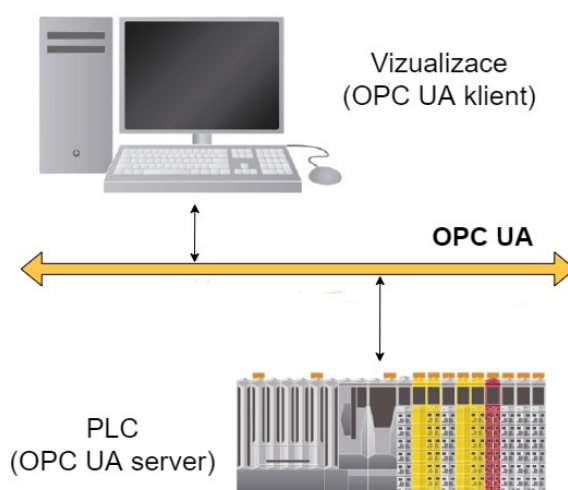 Vizualizace
(OPC UA klient)
OPC UA
PLC
(OPC UA server)